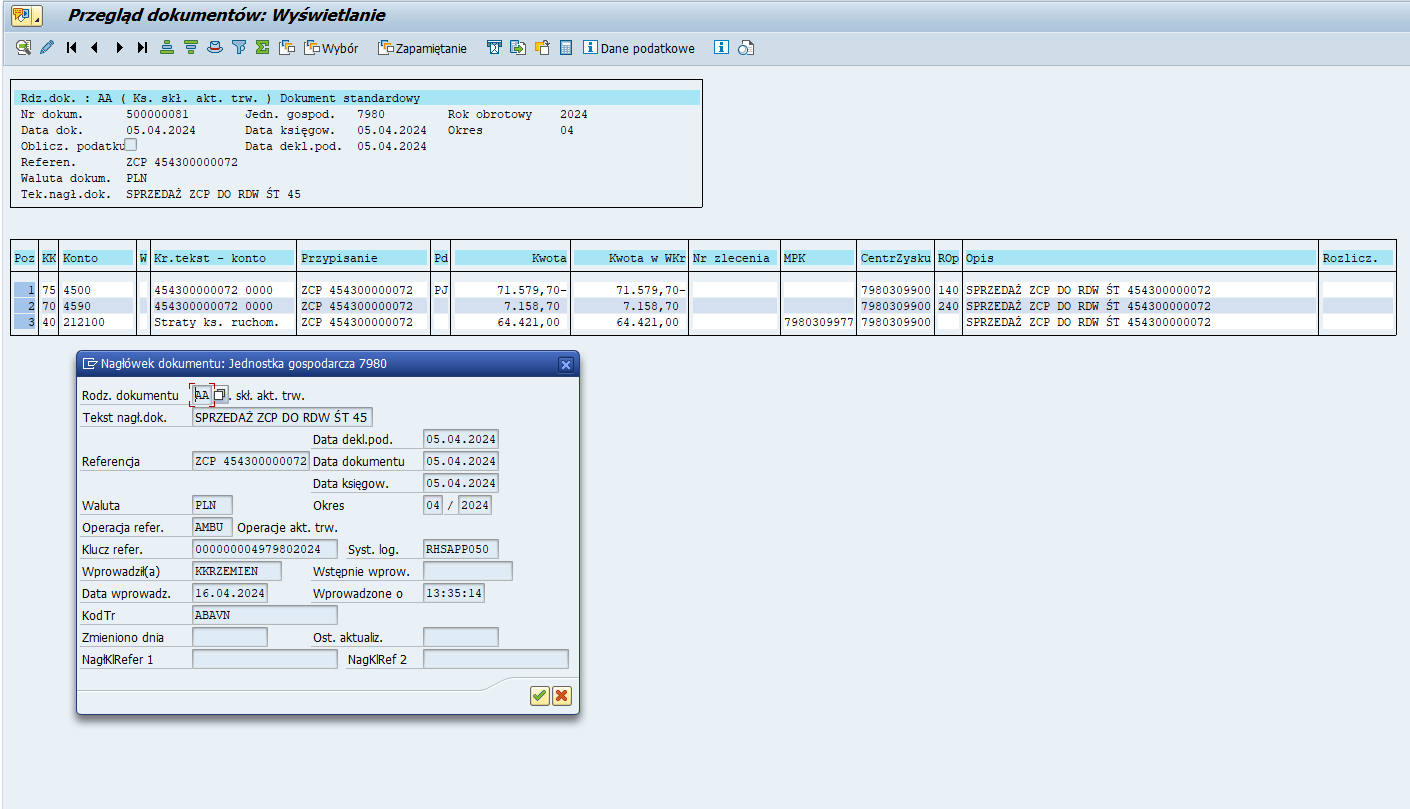 Przegląd dokumentów: Wyświetlanie
Wybór Zapamiętanie Dane podatkowe
Rdz.dok. : AA ( Ks. skł. akt. trw. ) Dokument standardowy
Nr dokum. 500000081 Jedn. gospod. 7980 Rok obrotowy 2024
Data dok. 05.04.2024 Data księgow. 05.04.2024 Okres 04
Oblicz. podatku Data dekl.pod. 05.04.2024
Referen. ZCP 454300000072
Waluta dokum. PLN
Tek.nagł.dok. SPRZEDAŻ ZCP DO RDW ŚT 45
Poz KK Konto W Kr.tekst - konto Przypisanie Pd Kwota Kwota w WKr Nr zlecenia MPK CentrZysku ROp Opis Rozlicz.
1 75 4500 454300000072 0000 ZCP 454300000072 PJ 71.579,70- 71.579,70- 7980309900 140 SPRZEDAŻ ZCP DO RDW ŚT 454300000072
2 70 4590 454300000072 0000 ZCP 454300000072 7.158,70 7.158,70 7980309900 240 SPRZEDAŻ ZCP DO RDW ŚT 454300000072
3 40 212100 Straty ks. ruchom. ZCP 454300000072 64.421,00 64.421,00 7980309977 7980309900 SPRZEDAŻ ZCP DO RDW ŚT 454300000072
Nagłówek dokumentu: Jednostka gospodarcza 7980
Rodz. dokumentu AA . skł. akt. trw.
Tekst nagł.dok. SPRZEDAŻ ZCP DO RDW ŚT 45
Data dekl.pod. 05.04.2024
Referencja ZCP 454300000072 Data dokumentu 05.04.2024
Data księgow. 05.04.2024
Waluta PLN Okres 04 / 2024
Operacja refer. AMBU Operacje akt. trw.
Klucz refer. 000000004979802024 Syst. log. RHSAPP050
Wprowadził(a) KKRZEMIEN Wstępnie wprow.
Data wprowadz. 16.04.2024 Wprowadzone o 13:35:14
KodTr ABAVN
Zmieniono dnia Ost. aktualiz.
NagłKlRefer 1 NagKlRef 2